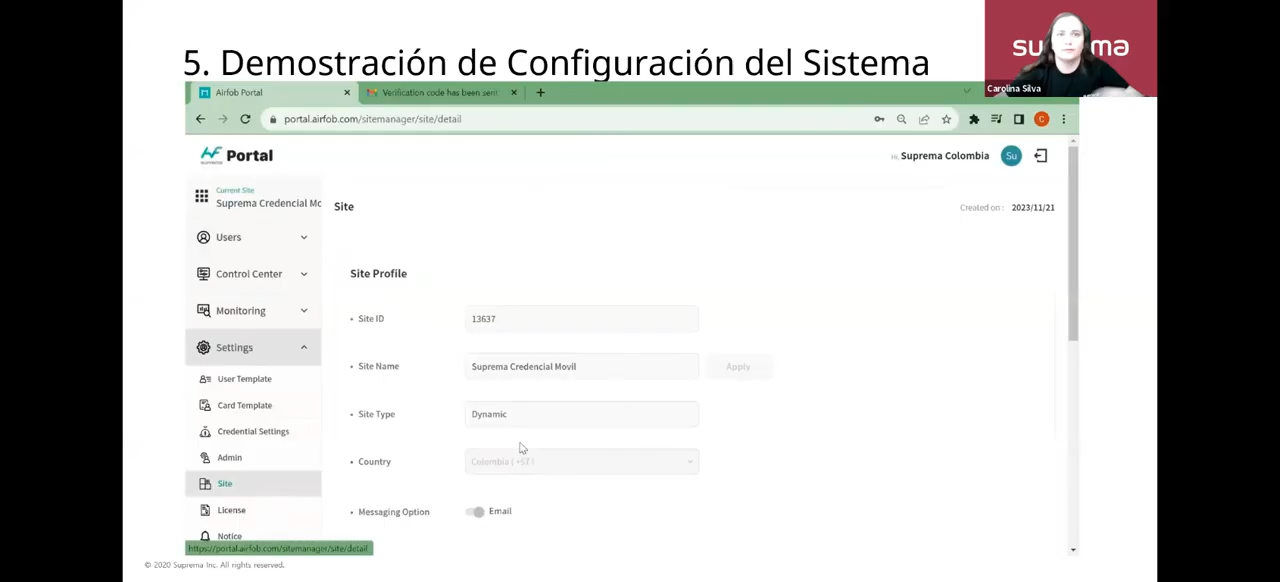 5. Demostración de Configuración del Sistema
suprema
Carolina Silva
Airfob Portal
Verification code has been sent
portal.airfob.com/sitemanager/site/detail
C
SUPREMA
Portal
Hi, Suprema Colombia
Su
Current Site
Suprema Credencial Mo
Site
Created on : 2023/11/21
Users
Control Center
Monitoring
Settings
User Template
Card Template
Credential Settings
Admin
Site
License
Notice
Site Profile
Site ID
13637
Site Name
Suprema Credencial Movil
Apply
Site Type
Dynamic
Country
Colombia ( +57 )
Messaging Option
Email
https://portal.airfob.com/sitemanager/site/detail
© 2020 Suprema Inc. All rights reserved.